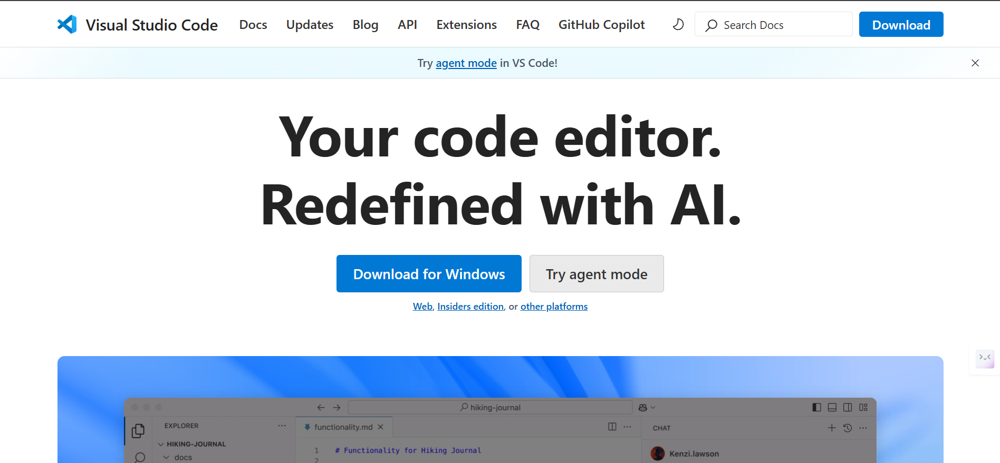 Visual Studio Code Docs Updates Blog API Extensions FAQ GitHub Copilot Search Docs Download
Try agent mode in VS Code!
Your code editor.
Redefined with AI.
Download for Windows Try agent mode
Web, Insiders edition, or other platforms
hiking-journal
EXPLORER
functionality.md
CHAT
HIKING-JOURNAL
1 # Functionality for Hiking Journal
Kenzi.lawson
docs
2